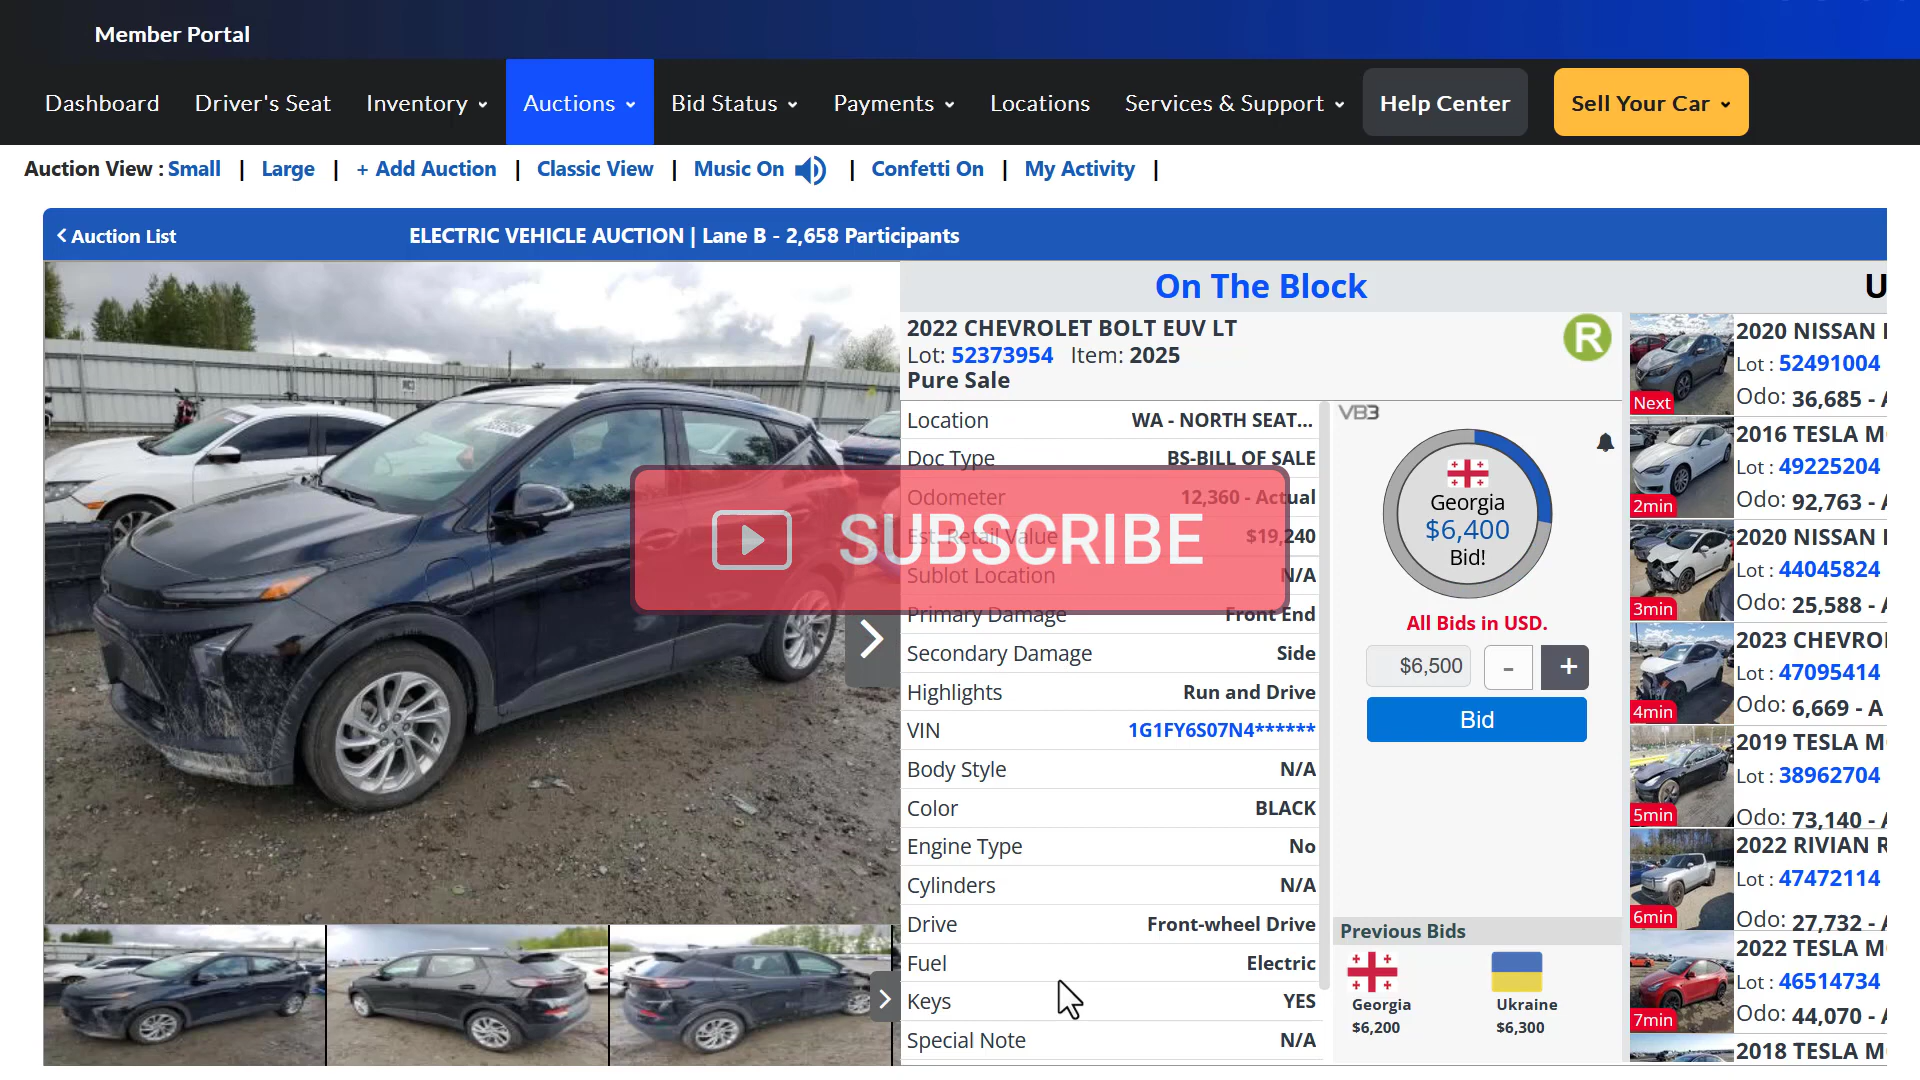 Member Portal
Dashboard Driver's Seat Inventory Auctions Bid Status Payments Locations Services & Support Help Center Sell Your Car
Auction View : Small | Large | + Add Auction | Classic View | Music On | Confetti On | My Activity |
Auction List ELECTRIC VEHICLE AUCTION | Lane B - 2,658 Participants
On The Block
2022 CHEVROLET BOLT EUV LT
Lot: 52373954 Item: 2025
Pure Sale
R
Location WA - NORTH SEAT...
Doc Type BS-BILL OF SALE
Odometer 12,360 - Actual
Est. Retail Value $19,240
Sublot Location N/A
Primary Damage Front End
Secondary Damage Side
Highlights Run and Drive
VIN 1G1FY6S07N4******
Body Style N/A
Color BLACK
Engine Type No
Cylinders N/A
Drive Front-wheel Drive
Fuel Electric
Keys YES
Special Note N/A
SUBSCRIBE
VB3
Georgia
$6,400
Bid!
All Bids in USD.
$6,500 - +
Bid
Previous Bids
Georgia
$6,200
Ukraine
$6,300
U
2020 NISSAN
Lot : 52491004
Odo: 36,685 -
Next
2016 TESLA M
Lot : 49225204
Odo: 92,763 -
2min
2020 NISSAN
Lot : 44045824
Odo: 25,588 -
3min
2023 CHEVRO
Lot : 47095414
Odo: 6,669 - A
4min
2019 TESLA M
Lot : 38962704
Odo: 73,140 -
5min
2022 RIVIAN R
Lot : 47472114
Odo: 27,732 -
6min
2022 TESLA M
Lot : 46514734
Odo: 44,070 -
7min
2018 TESLA M